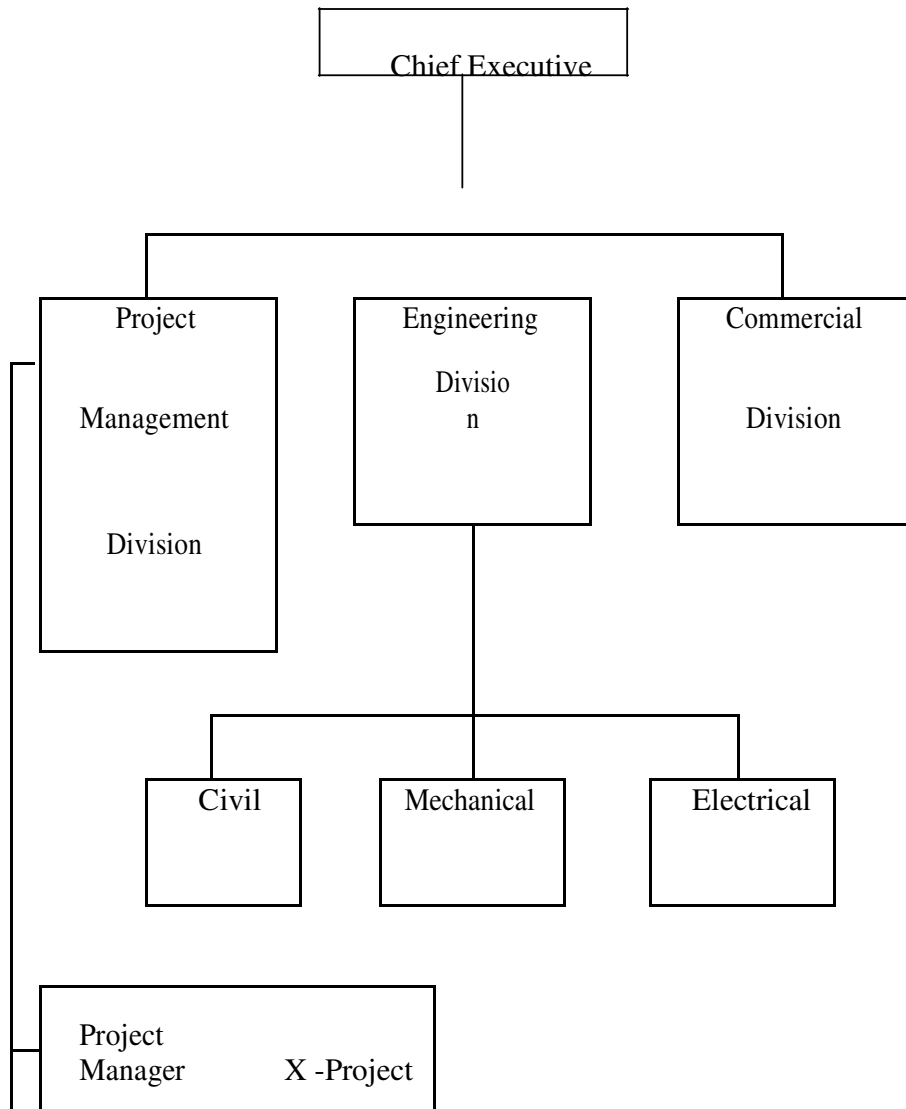 Chief Executive
Project
Management
Division
Engineering
Divisio
n
Commercial
Division
Civil
Mechanical
Electrical
Project
Manager X -Project